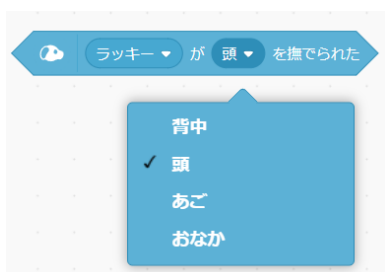 ラッキー が 頭 を撫でられた
背中
頭
あご
おなか